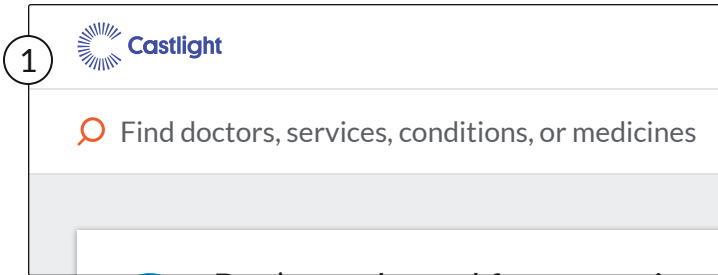 Castlight
1
Find doctors, services, conditions, or medicines